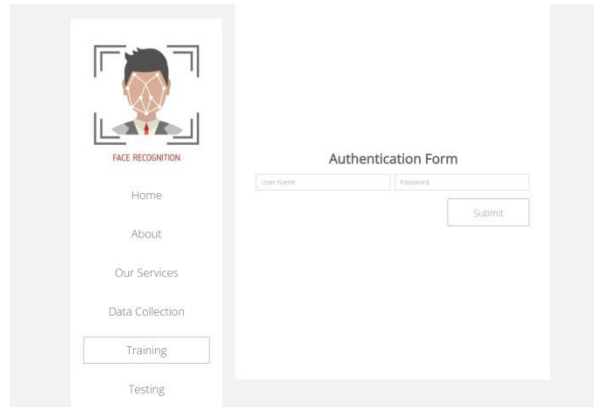 FACE RECOGNITION
Home
About
Our Services
Data Collection
Training
Testing
Authentication Form
User Name
Password
Submit